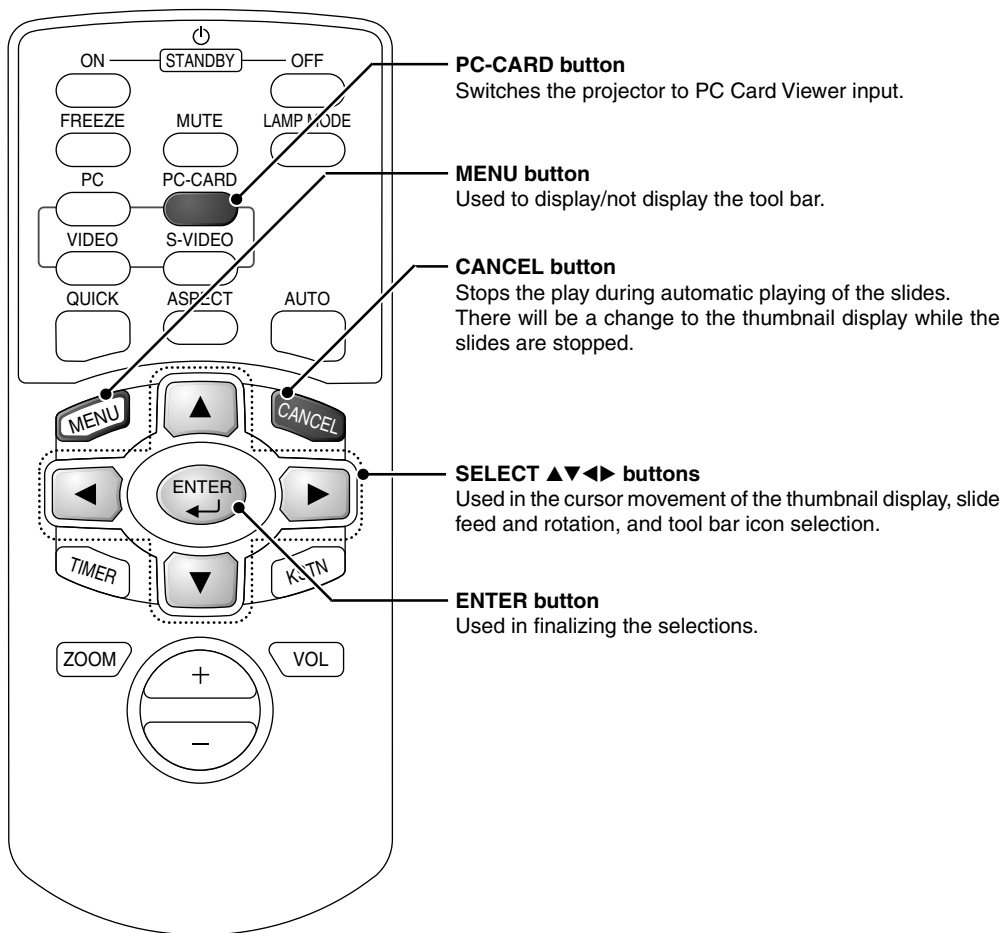 ON STANDBY OFF
FREEZE MUTE LAMP MODE
PC PC-CARD
VIDEO S-VIDEO
QUICK ASPECT AUTO
MENU CANCEL
ENTER
TIMER KSTN
ZOOM VOL
+
–
PC-CARD button
Switches the projector to PC Card Viewer input.
MENU button
Used to display/not display the tool bar.
CANCEL button
Stops the play during automatic playing of the slides.
There will be a change to the thumbnail display while the
slides are stopped.
SELECT ▲▼◀▶ buttons
Used in the cursor movement of the thumbnail display, slide
feed and rotation, and tool bar icon selection.
ENTER button
Used in finalizing the selections.